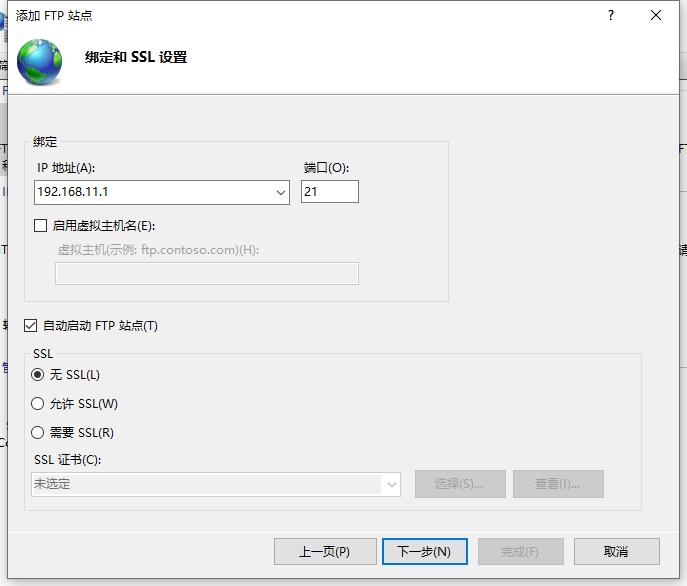 添加 FTP 站点
绑定和 SSL 设置
绑定
IP 地址(A):
端口(O):
192.168.11.1
21
启用虚拟主机名(E):
虚拟主机(示例: ftp.contoso.com)(H):
自动启动 FTP 站点(T)
SSL
无 SSL(L)
允许 SSL(W)
需要 SSL(R)
SSL 证书(C):
未选定
选择(S)...
查看(I)...
上一页(P)
下一步(N)
完成(F)
取消